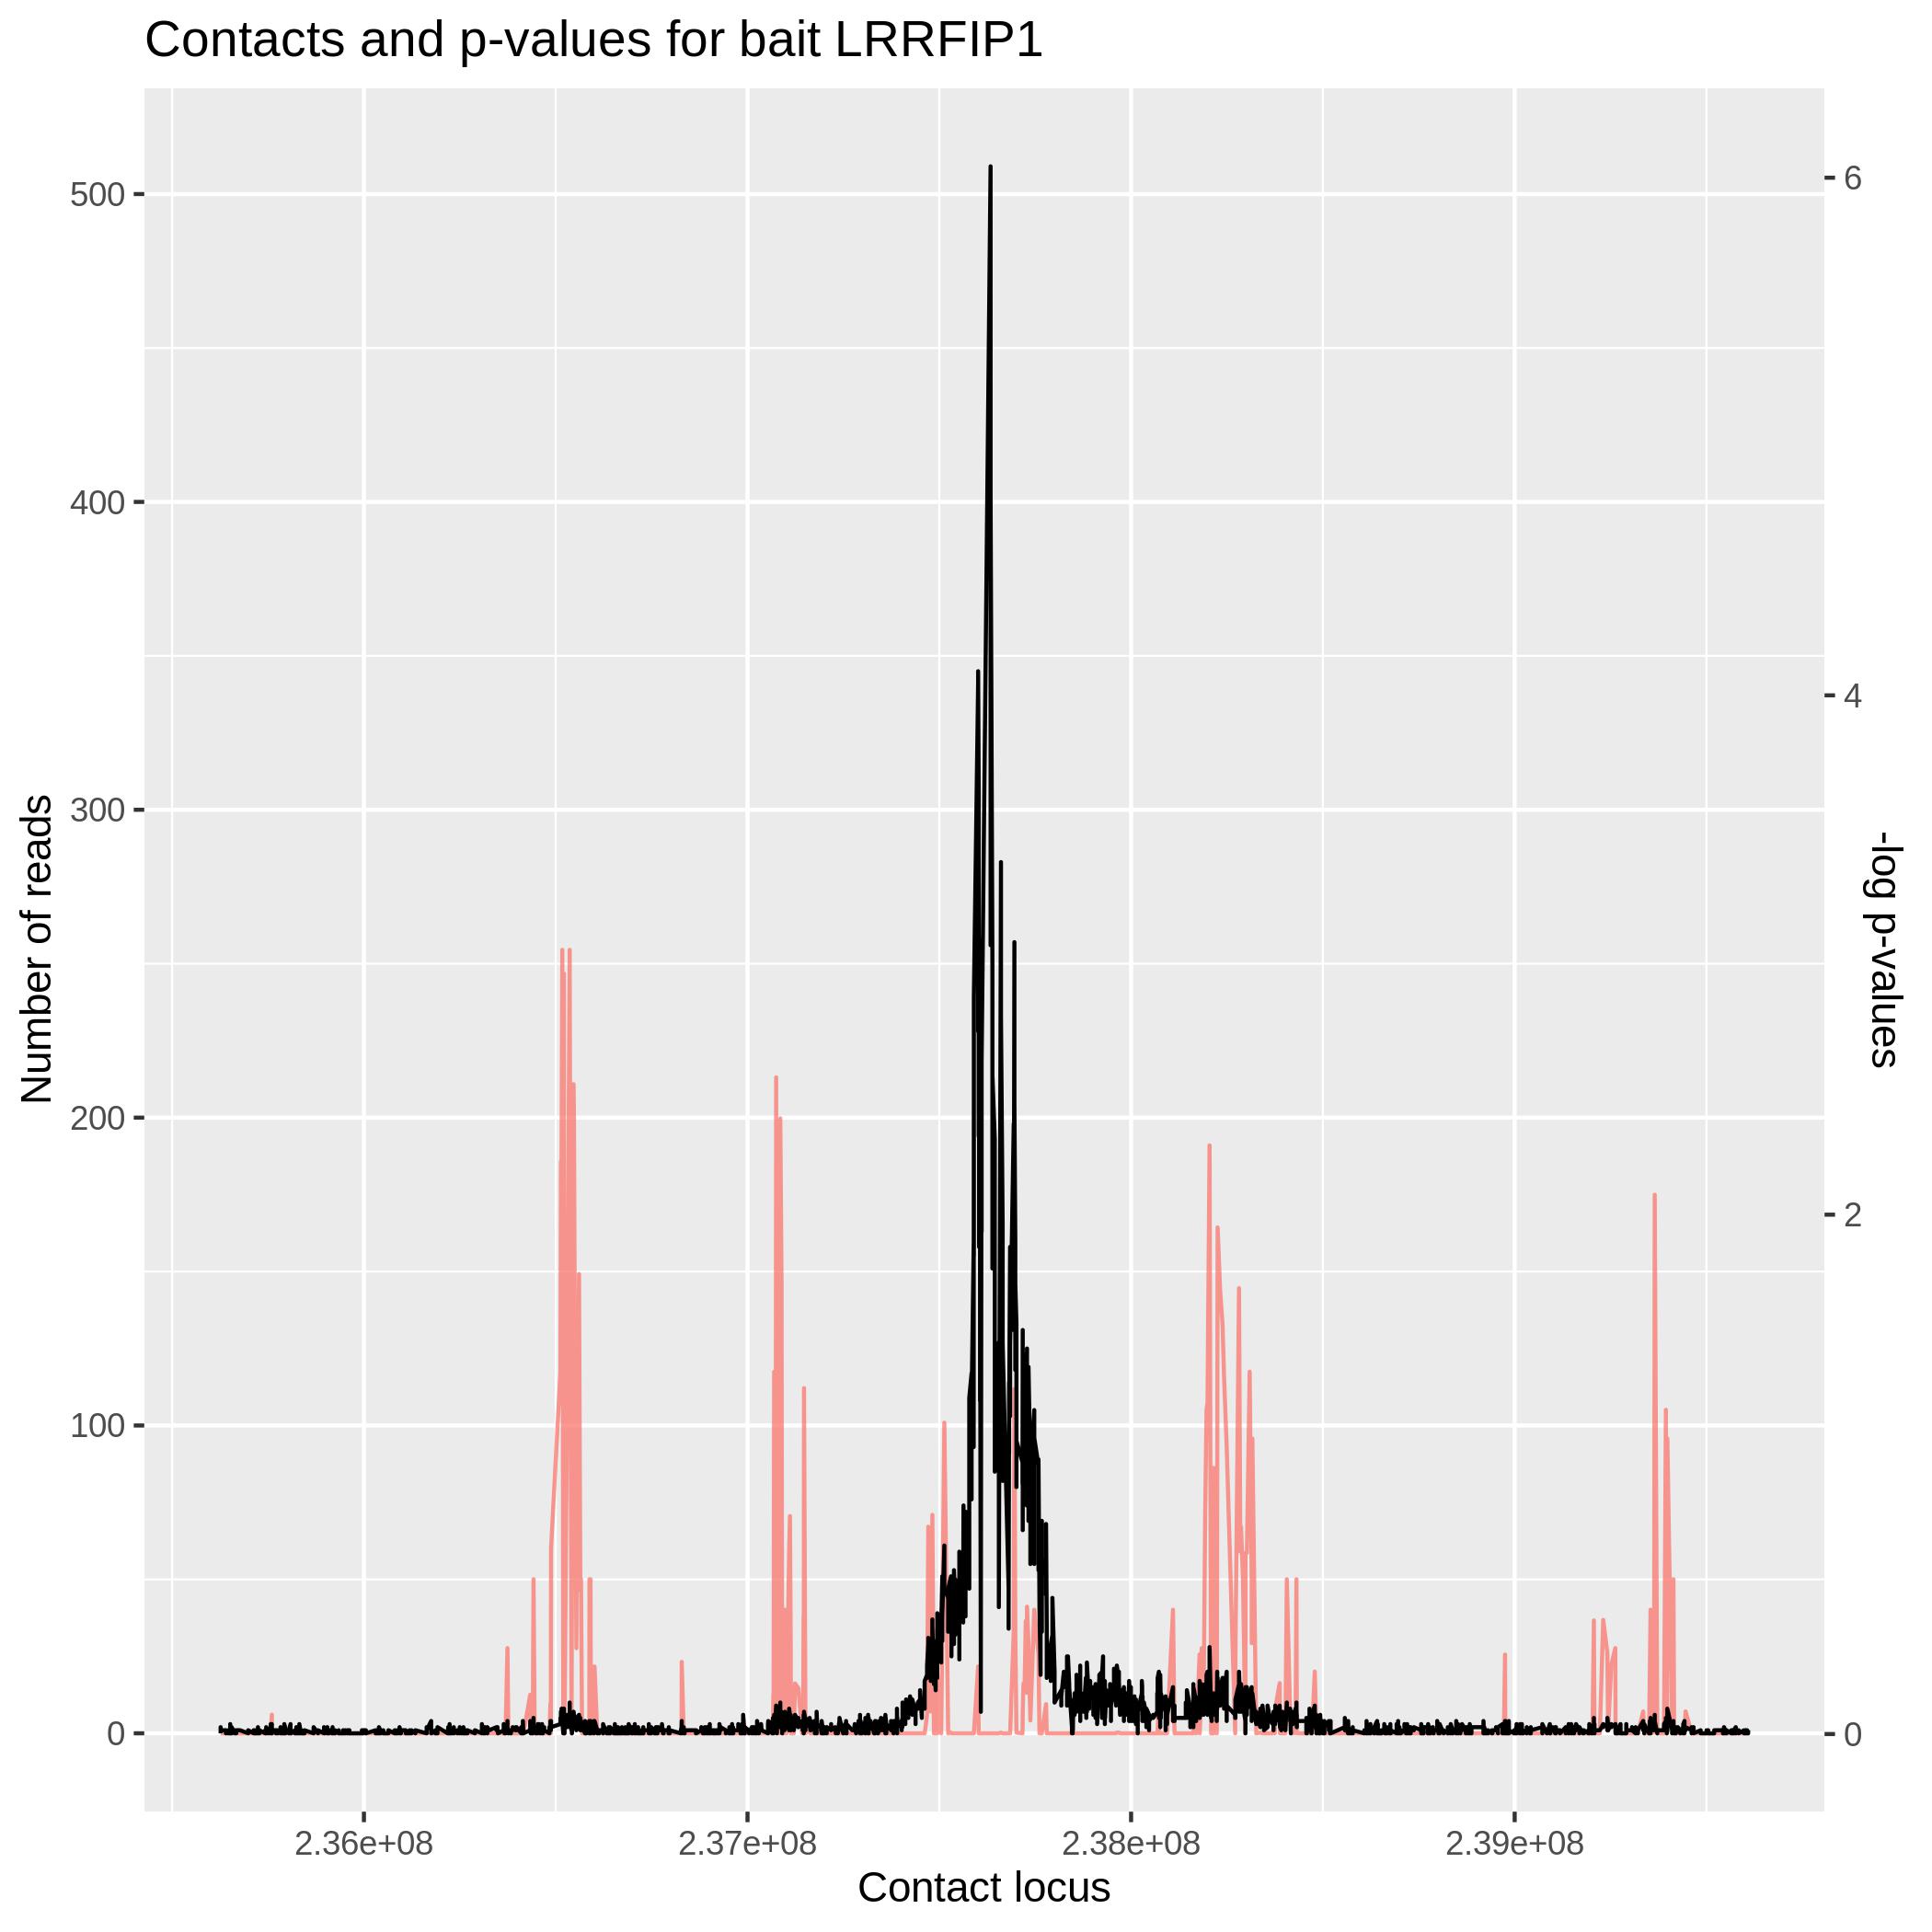 Contacts and p-values for bait LRRFIP1
500
400
300
200
100
0
Number of reads
6
4
2
0
-log p-values
2.36e+08
2.37e+08
2.38e+08
2.39e+08
Contact locus